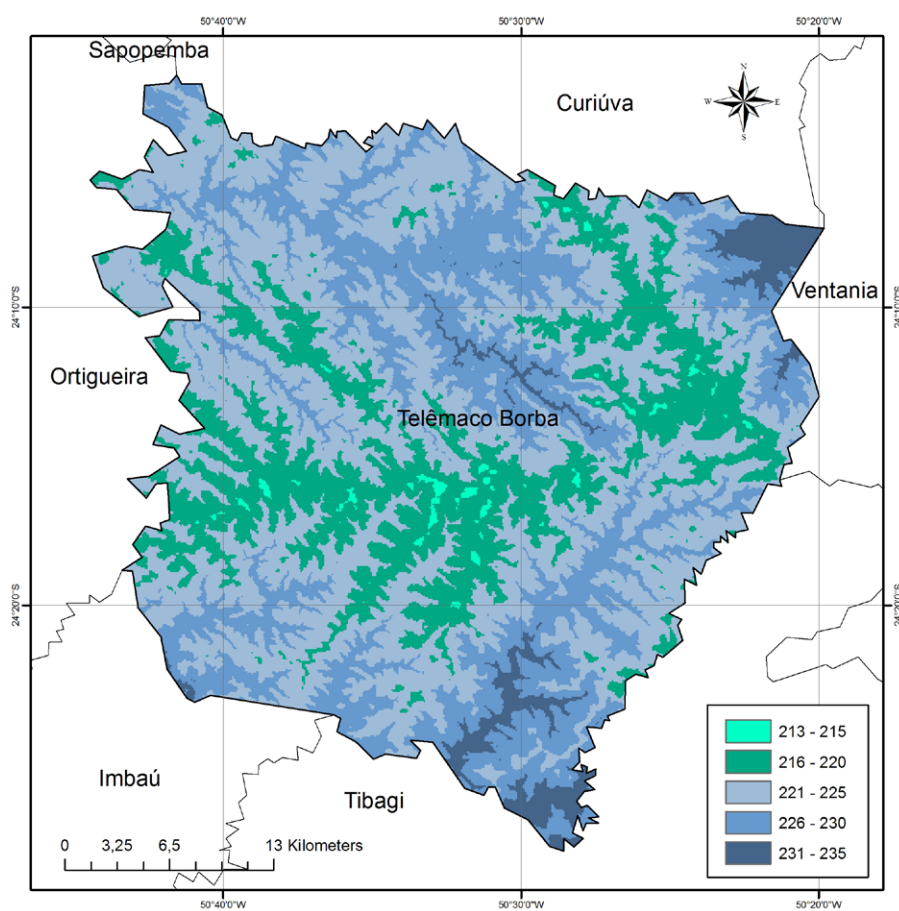 50°40'0"W 50°30'0"W 50°20'0"W
Sapopemba
Curiúva
N
W E
S
24°10'0"S 24°10'0"S
Ventania
Ortigueira
Telêmaco Borba
24°20'0"S 24°20'0"S
Imbaú
Tibagi
213 - 215
216 - 220
221 - 225
226 - 230
231 - 235
0 3,25 6,5 13 Kilometers
50°40'0"W 50°30'0"W 50°20'0"W